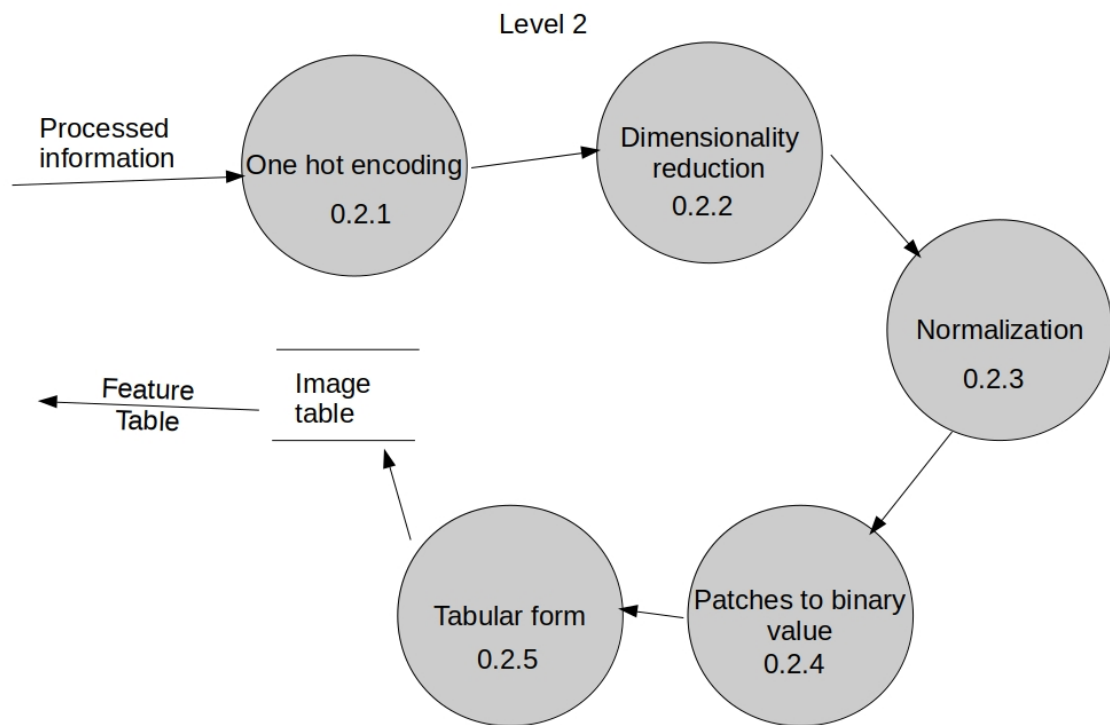 Level 2
Processed
information
One hot encoding
0.2.1
Dimensionality
reduction
0.2.2
Normalization
0.2.3
Patches to binary
value
0.2.4
Tabular form
0.2.5
Image
table
Feature
Table